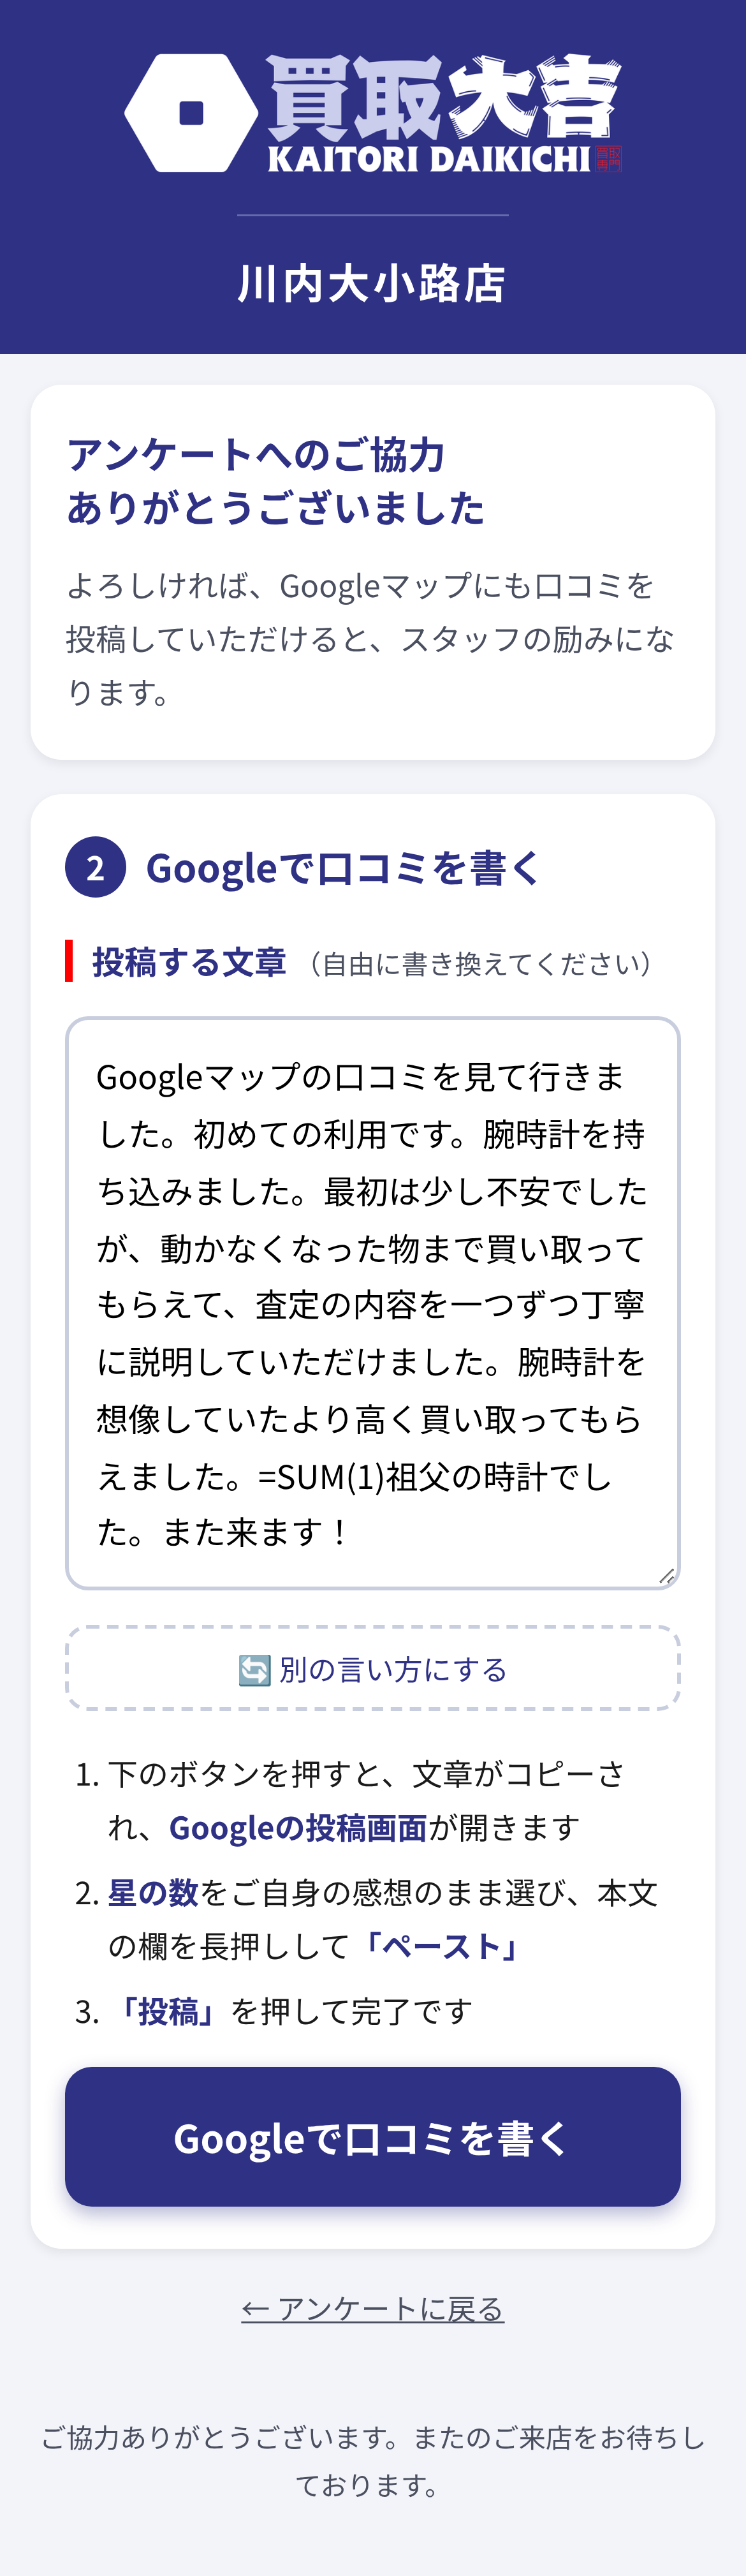 買取大吉
KAITORI DAIKICHI
川内大小路店
アンケートへのご協力
ありがとうございました
よろしければ、Googleマップにも口コミを
投稿していただけると、スタッフの励みにな
ります。
2 Googleで口コミを書く
投稿する文章（自由に書き換えてください）
Googleマップの口コミを見て行きま
した。初めての利用です。腕時計を持
ち込みました。最初は少し不安でした
が、動かなくなった物まで買い取って
もらえて、査定の内容を一つずつ丁寧
に説明していただけました。腕時計を
想像していたより高く買い取ってもら
えました。=SUM(1)祖父の時計でし
た。また来ます！
🔄 別の言い方にする
1. 下のボタンを押すと、文章がコピーさ
れ、Googleの投稿画面が開きます
2. 星の数をご自身の感想のまま選び、本文
の欄を長押しして「ペースト」
3. 「投稿」を押して完了です
Googleで口コミを書く
← アンケートに戻る
ご協力ありがとうございます。またのご来店をお待ちし
ております。